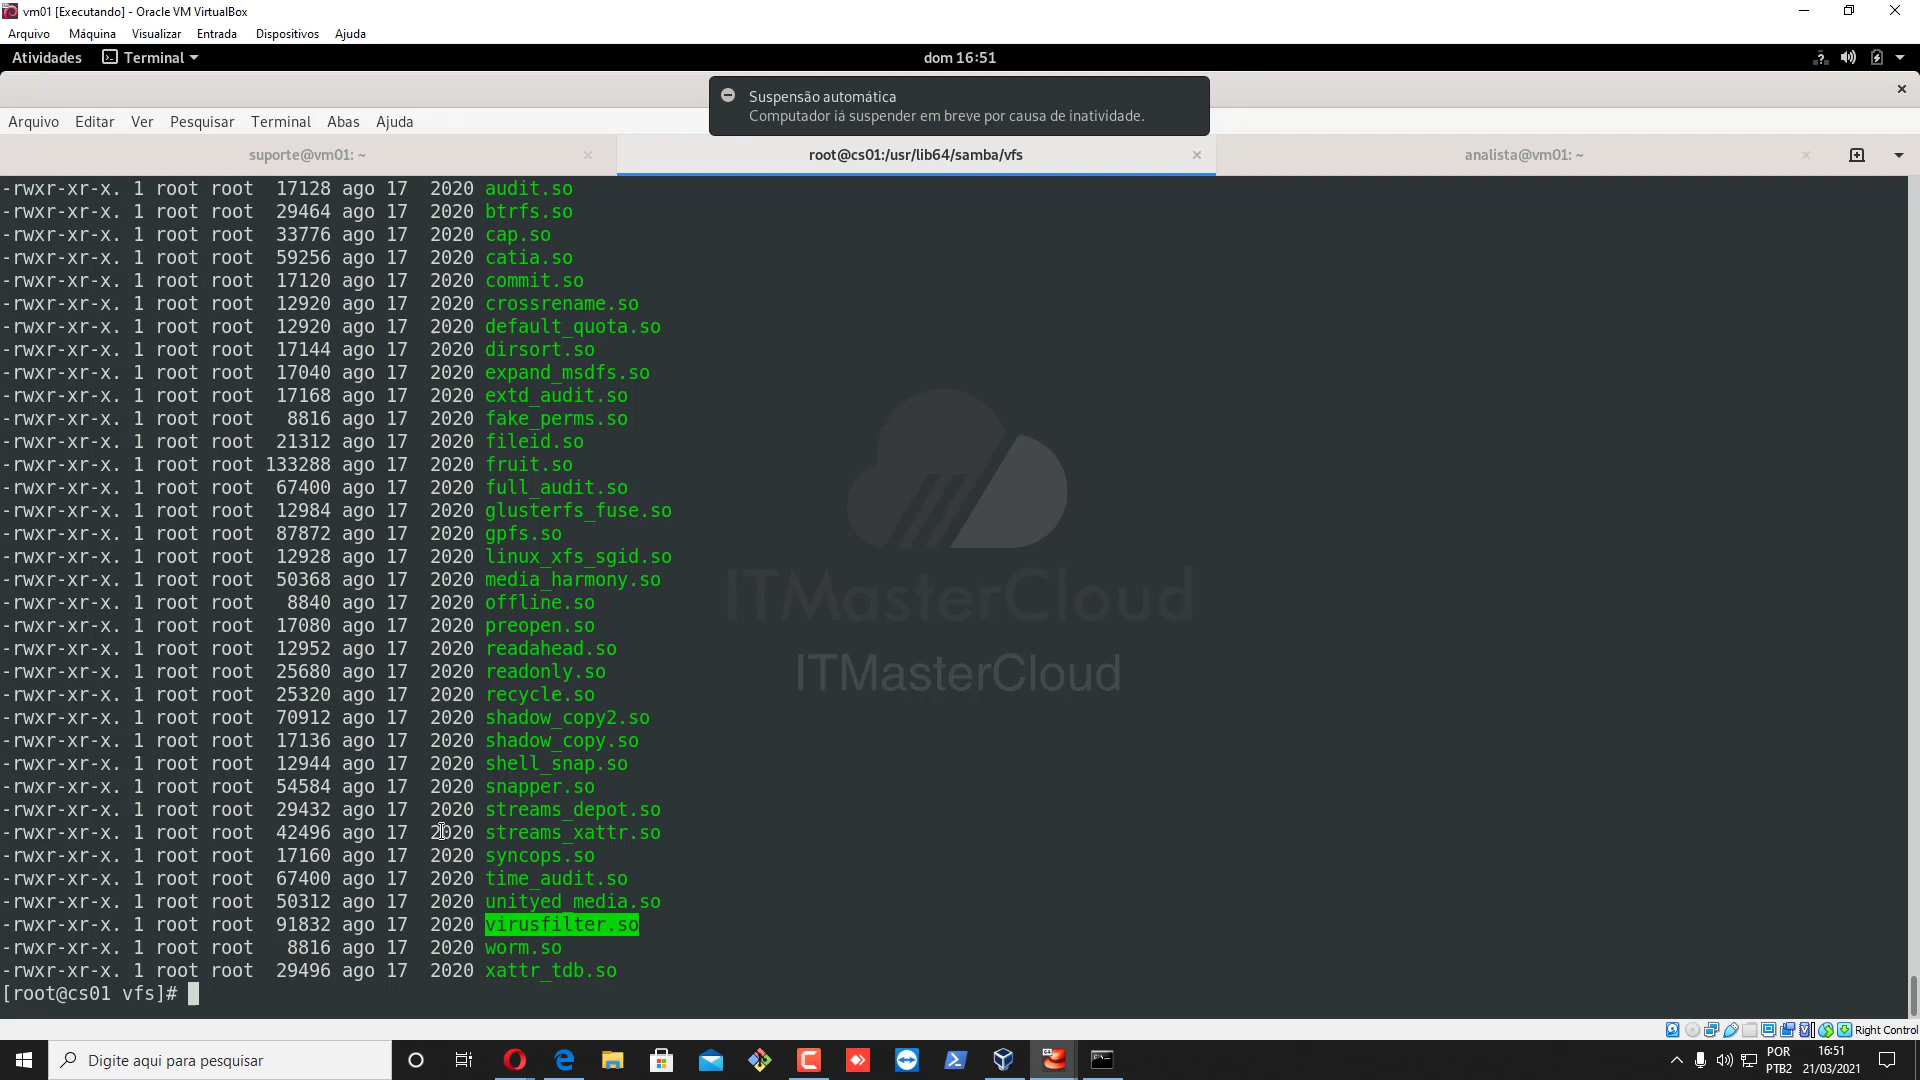 vm01 [Executando] - Oracle VM VirtualBox
Arquivo Máquina Visualizar Entrada Dispositivos Ajuda
Atividades Terminal dom 16:51
Suspensão automática
Computador iá suspender em breve por causa de inatividade.
Arquivo Editar Ver Pesquisar Terminal Abas Ajuda
suporte@vm01: ~ root@cs01:/usr/lib64/samba/vfs analista@vm01: ~
-rwxr-xr-x. 1 root root 17128 ago 17 2020 audit.so
-rwxr-xr-x. 1 root root 29464 ago 17 2020 btrfs.so
-rwxr-xr-x. 1 root root 33776 ago 17 2020 cap.so
-rwxr-xr-x. 1 root root 59256 ago 17 2020 catia.so
-rwxr-xr-x. 1 root root 17120 ago 17 2020 commit.so
-rwxr-xr-x. 1 root root 12920 ago 17 2020 crossrename.so
-rwxr-xr-x. 1 root root 12920 ago 17 2020 default_quota.so
-rwxr-xr-x. 1 root root 17144 ago 17 2020 dirsort.so
-rwxr-xr-x. 1 root root 17040 ago 17 2020 expand_msdfs.so
-rwxr-xr-x. 1 root root 17168 ago 17 2020 extd_audit.so
-rwxr-xr-x. 1 root root 8816 ago 17 2020 fake_perms.so
-rwxr-xr-x. 1 root root 21312 ago 17 2020 fileid.so
-rwxr-xr-x. 1 root root 133288 ago 17 2020 fruit.so
-rwxr-xr-x. 1 root root 67400 ago 17 2020 full_audit.so
-rwxr-xr-x. 1 root root 12984 ago 17 2020 glusterfs_fuse.so
-rwxr-xr-x. 1 root root 87872 ago 17 2020 gpfs.so
-rwxr-xr-x. 1 root root 12928 ago 17 2020 linux_xfs_sgid.so
-rwxr-xr-x. 1 root root 50368 ago 17 2020 media_harmony.so
-rwxr-xr-x. 1 root root 8840 ago 17 2020 offline.so
-rwxr-xr-x. 1 root root 17080 ago 17 2020 preopen.so
-rwxr-xr-x. 1 root root 12952 ago 17 2020 readahead.so
-rwxr-xr-x. 1 root root 25680 ago 17 2020 readonly.so
-rwxr-xr-x. 1 root root 25320 ago 17 2020 recycle.so
-rwxr-xr-x. 1 root root 70912 ago 17 2020 shadow_copy2.so
-rwxr-xr-x. 1 root root 17136 ago 17 2020 shadow_copy.so
-rwxr-xr-x. 1 root root 12944 ago 17 2020 shell_snap.so
-rwxr-xr-x. 1 root root 54584 ago 17 2020 snapper.so
-rwxr-xr-x. 1 root root 29432 ago 17 2020 streams_depot.so
-rwxr-xr-x. 1 root root 42496 ago 17 2020 streams_xattr.so
-rwxr-xr-x. 1 root root 17160 ago 17 2020 syncops.so
-rwxr-xr-x. 1 root root 67400 ago 17 2020 time_audit.so
-rwxr-xr-x. 1 root root 50312 ago 17 2020 unityed_media.so
-rwxr-xr-x. 1 root root 91832 ago 17 2020 virusfilter.so
-rwxr-xr-x. 1 root root 8816 ago 17 2020 worm.so
-rwxr-xr-x. 1 root root 29496 ago 17 2020 xattr_tdb.so
[root@cs01 vfs]#
ITMasterCloud
ITMasterCloud
Right Control
Digite aqui para pesquisar
POR
PTB2
16:51
21/03/2021